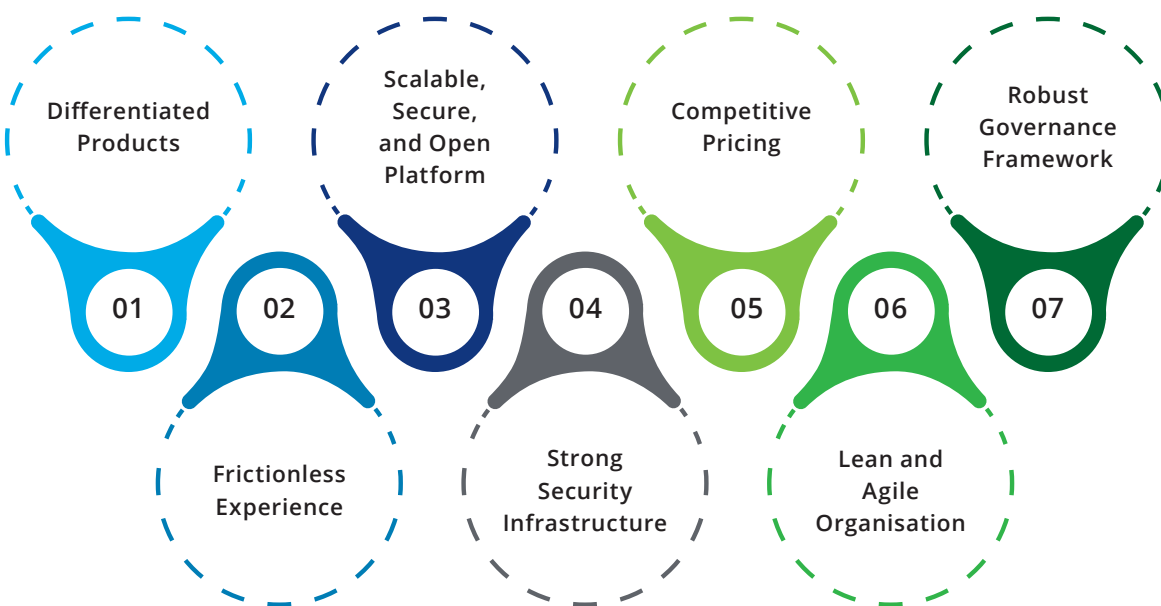 Differentiated
Products
01
02
Frictionless
Experience
Scalable,
Secure,
and Open
Platform
03
04
Strong
Security
Infrastructure
Competitive
Pricing
05
06
Lean and
Agile
Organisation
Robust
Governance
Framework
07